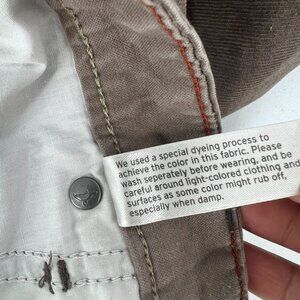 We used a special dyeing process to
achieve the color in this fabric. Please
wash seperately before wearing, and be
careful around light-colored clothing and
surfaces as some color might rub off,
especially when damp.